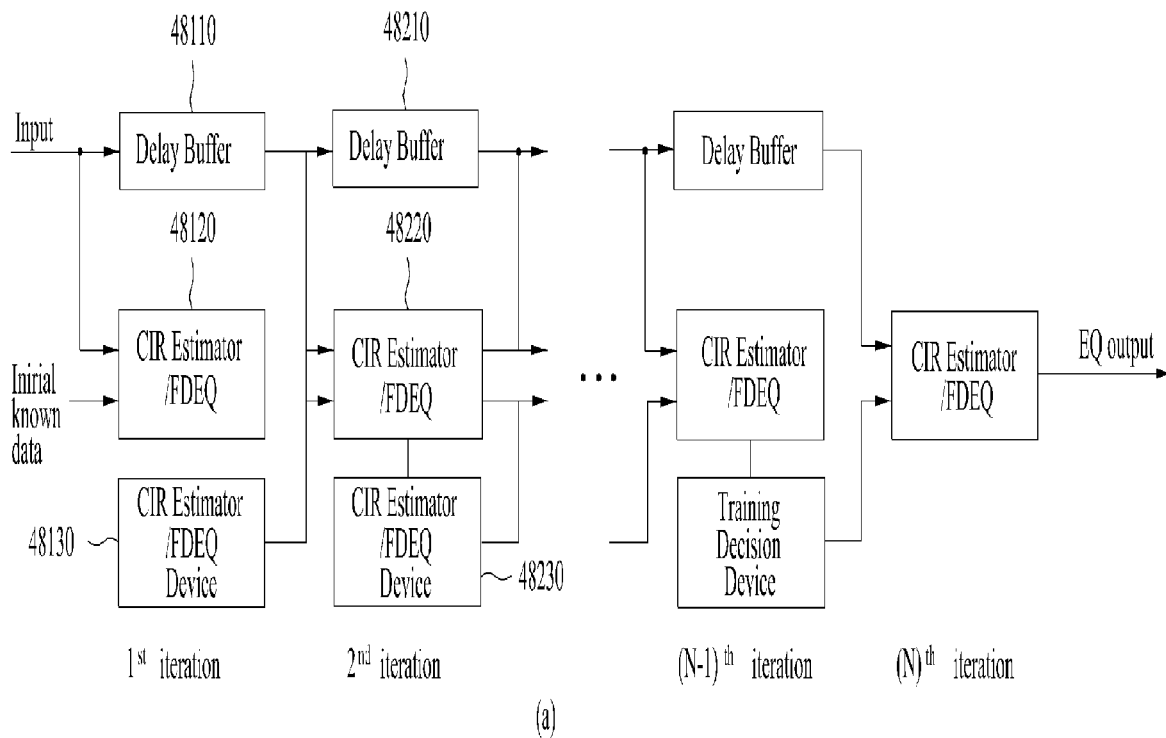 48110
48210
Input
Delay Buffer
Delay Buffer
Delay Buffer
48120
48220
CIR Estimator
/FDEQ
CIR Estimator
/FDEQ
CIR Estimator
/FDEQ
CIR Estimator
/FDEQ
EQ output
Inirial
known
data
...
48130
CIR Estimator
/FDEQ
Device
CIR Estimator
/FDEQ
Device
48230
Training
Decision
Device
1st iteration
2nd iteration
(N-1)th iteration
(N)th iteration
(a)